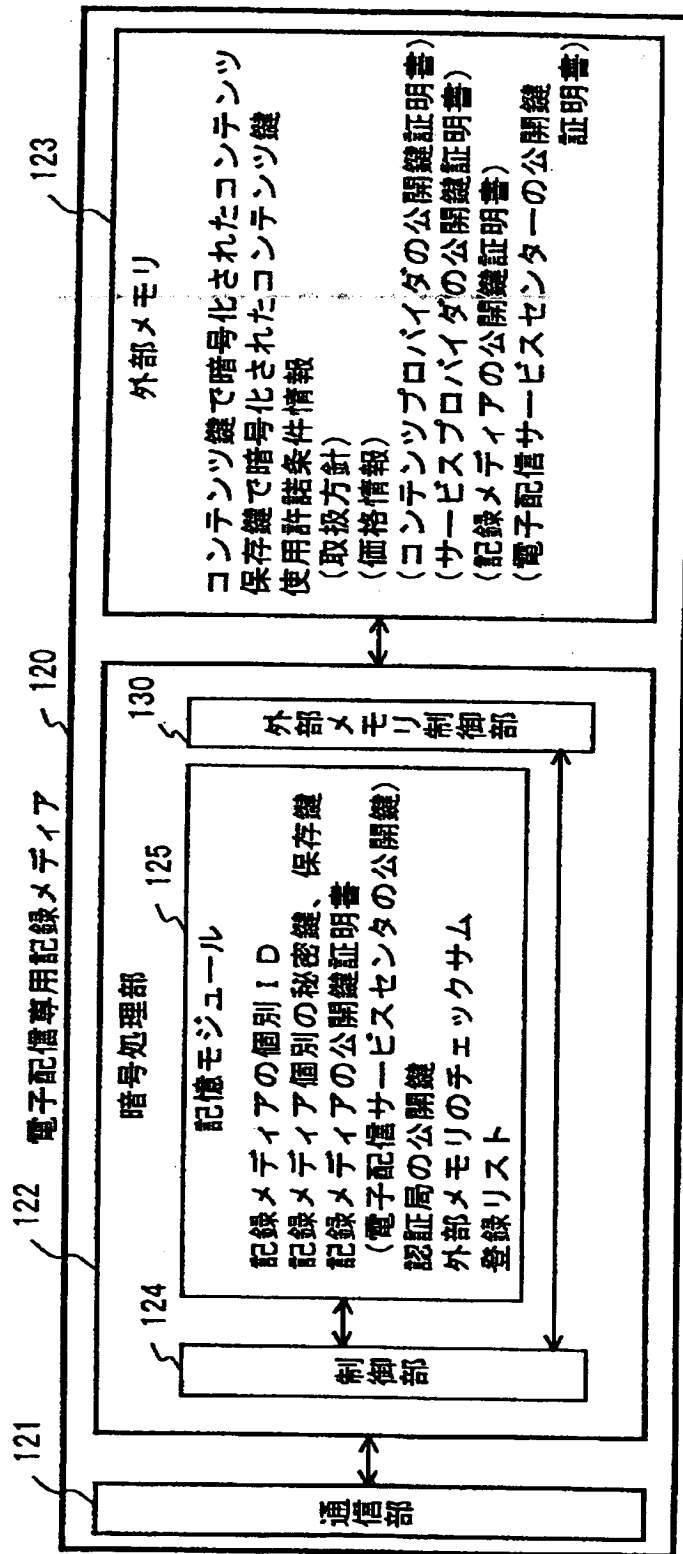 電子配信専用記録メディア 120
121
通信部
122
暗号処理部
124
制御部
125
記憶モジュール
記録メディアの個別ID
記録メディア個別の秘密鍵、保存鍵
記録メディアの公開鍵証明書
(電子配信サービスセンタの公開鍵)
認証局の公開鍵
外部メモリのチェックサム
登録リスト
130
外部メモリ制御部
123
外部メモリ
コンテンツ鍵で暗号化されたコンテンツ
保存鍵で暗号化されたコンテンツ鍵
使用許諾条件情報
(取扱方針)
(価格情報)
(コンテンツプロバイダの公開鍵証明書)
(サービスプロバイダの公開鍵証明書)
(記録メディアの公開鍵証明書)
(電子配信サービスセンターの公開鍵
証明書)